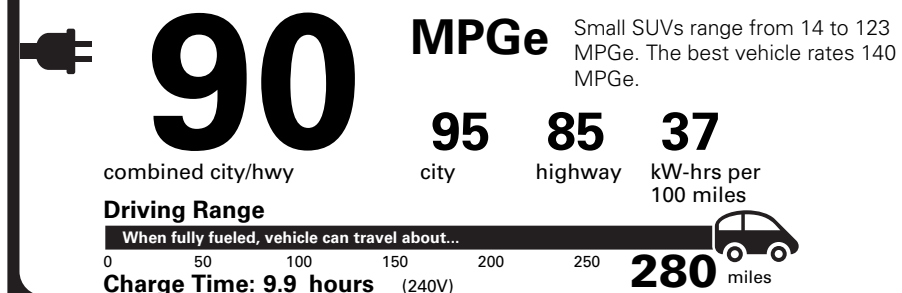 90
MPGe
Small SUVs range from 14 to 123
MPGe. The best vehicle rates 140
MPGe.
95 85 37
combined city/hwy city highway kW-hrs per
100 miles
Driving Range
When fully fueled, vehicle can travel about...
0 50 100 150 200 250 280 miles
Charge Time: 9.9 hours (240V)